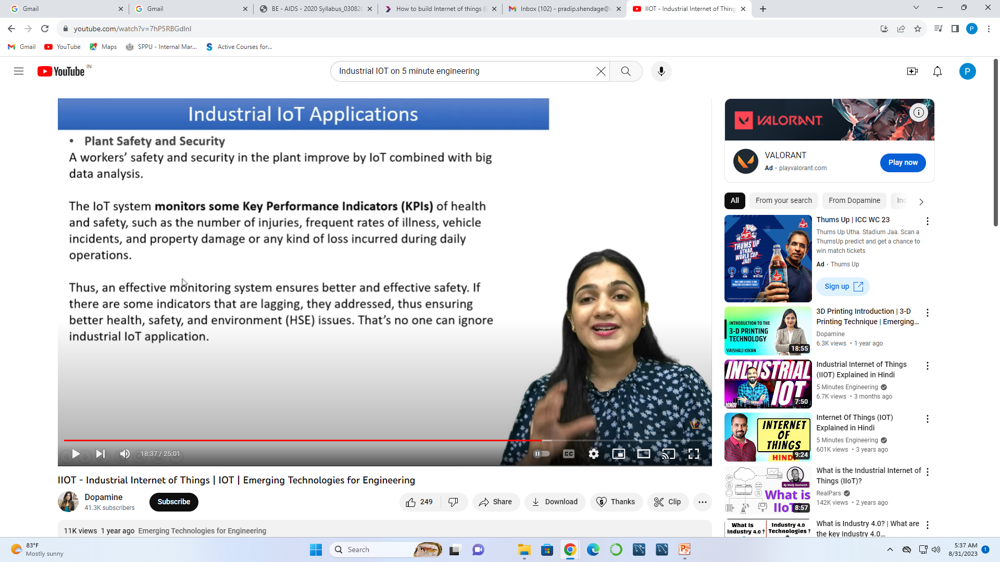 Gmail
Gmail
BE - AIDS - 2020 Syllabus_03082
How to build Internet of things (
Inbox (102) - pradip.shendage@
IIOT - Industrial Internet of Thing
youtube.com/watch?v=7hP5RBGdlnI
P
Gmail
YouTube
Maps
SPPU - Internal Mar...
Active Courses for...
YouTube IN
Industrial IOT on 5 minute engineering
P
Industrial IoT Applications
• Plant Safety and Security
A workers’ safety and security in the plant improve by IoT combined with big
data analysis.
The IoT system monitors some Key Performance Indicators (KPIs) of health
and safety, such as the number of injuries, frequent rates of illness, vehicle
incidents, and property damage or any kind of loss incurred during daily
operations.
Thus, an effective monitoring system ensures better and effective safety. If
there are some indicators that are lagging, they addressed, thus ensuring
better health, safety, and environment (HSE) issues. That’s no one can ignore
industrial IoT application.
18:37 / 25:01
CC
IIOT - Industrial Internet of Things | IOT | Emerging Technologies for Engineering
Dopamine
41.3K subscribers
Subscribe
249
Share
Download
Thanks
Clip
11K views 1 year ago Emerging Technologies for Engineering
VALORANT
VALORANT
Ad · playvalorant.com
Play now
All
From your search
From Dopamine
Ind
THUMS UP
UTHAO,
WORLD CUP
JAO!
Thums Up | ICC WC 23
Thums Up Utha. Stadium Jaa. Scan a
ThumsUp predict and get a chance to
win match tickets
Ad · Thums Up
Sign up
INTRODUCTION TO THE
3-D PRINTING
TECHNOLOGY
VAISHALI KIKAN
18:55
3D Printing Introduction | 3-D
Printing Technique | Emerging...
Dopamine
6.3K views • 1 year ago
INDUSTRIAL
IOT
HINDI
7:50
Industrial Internet of Things
(IIOT) Explained in Hindi
5 Minutes Engineering
6.7K views • 3 months ago
INTERNET
OF
THINGS
HINDI
9:24
Internet Of Things (IOT)
Explained in Hindi
5 Minutes Engineering
601K views • 3 years ago
By Wally Gastreich
What is
IIoT
8:57
What is the Industrial Internet of
Things (IIoT)?
RealPars
142K views • 2 years ago
What Is
Industry 4.0 ?
Industry 4.0
Technologies ?
What is Industry 4.0? | What are
the key Industry 4.0...
83°F
Mostly sunny
Search
5:37 AM
8/31/2023
1